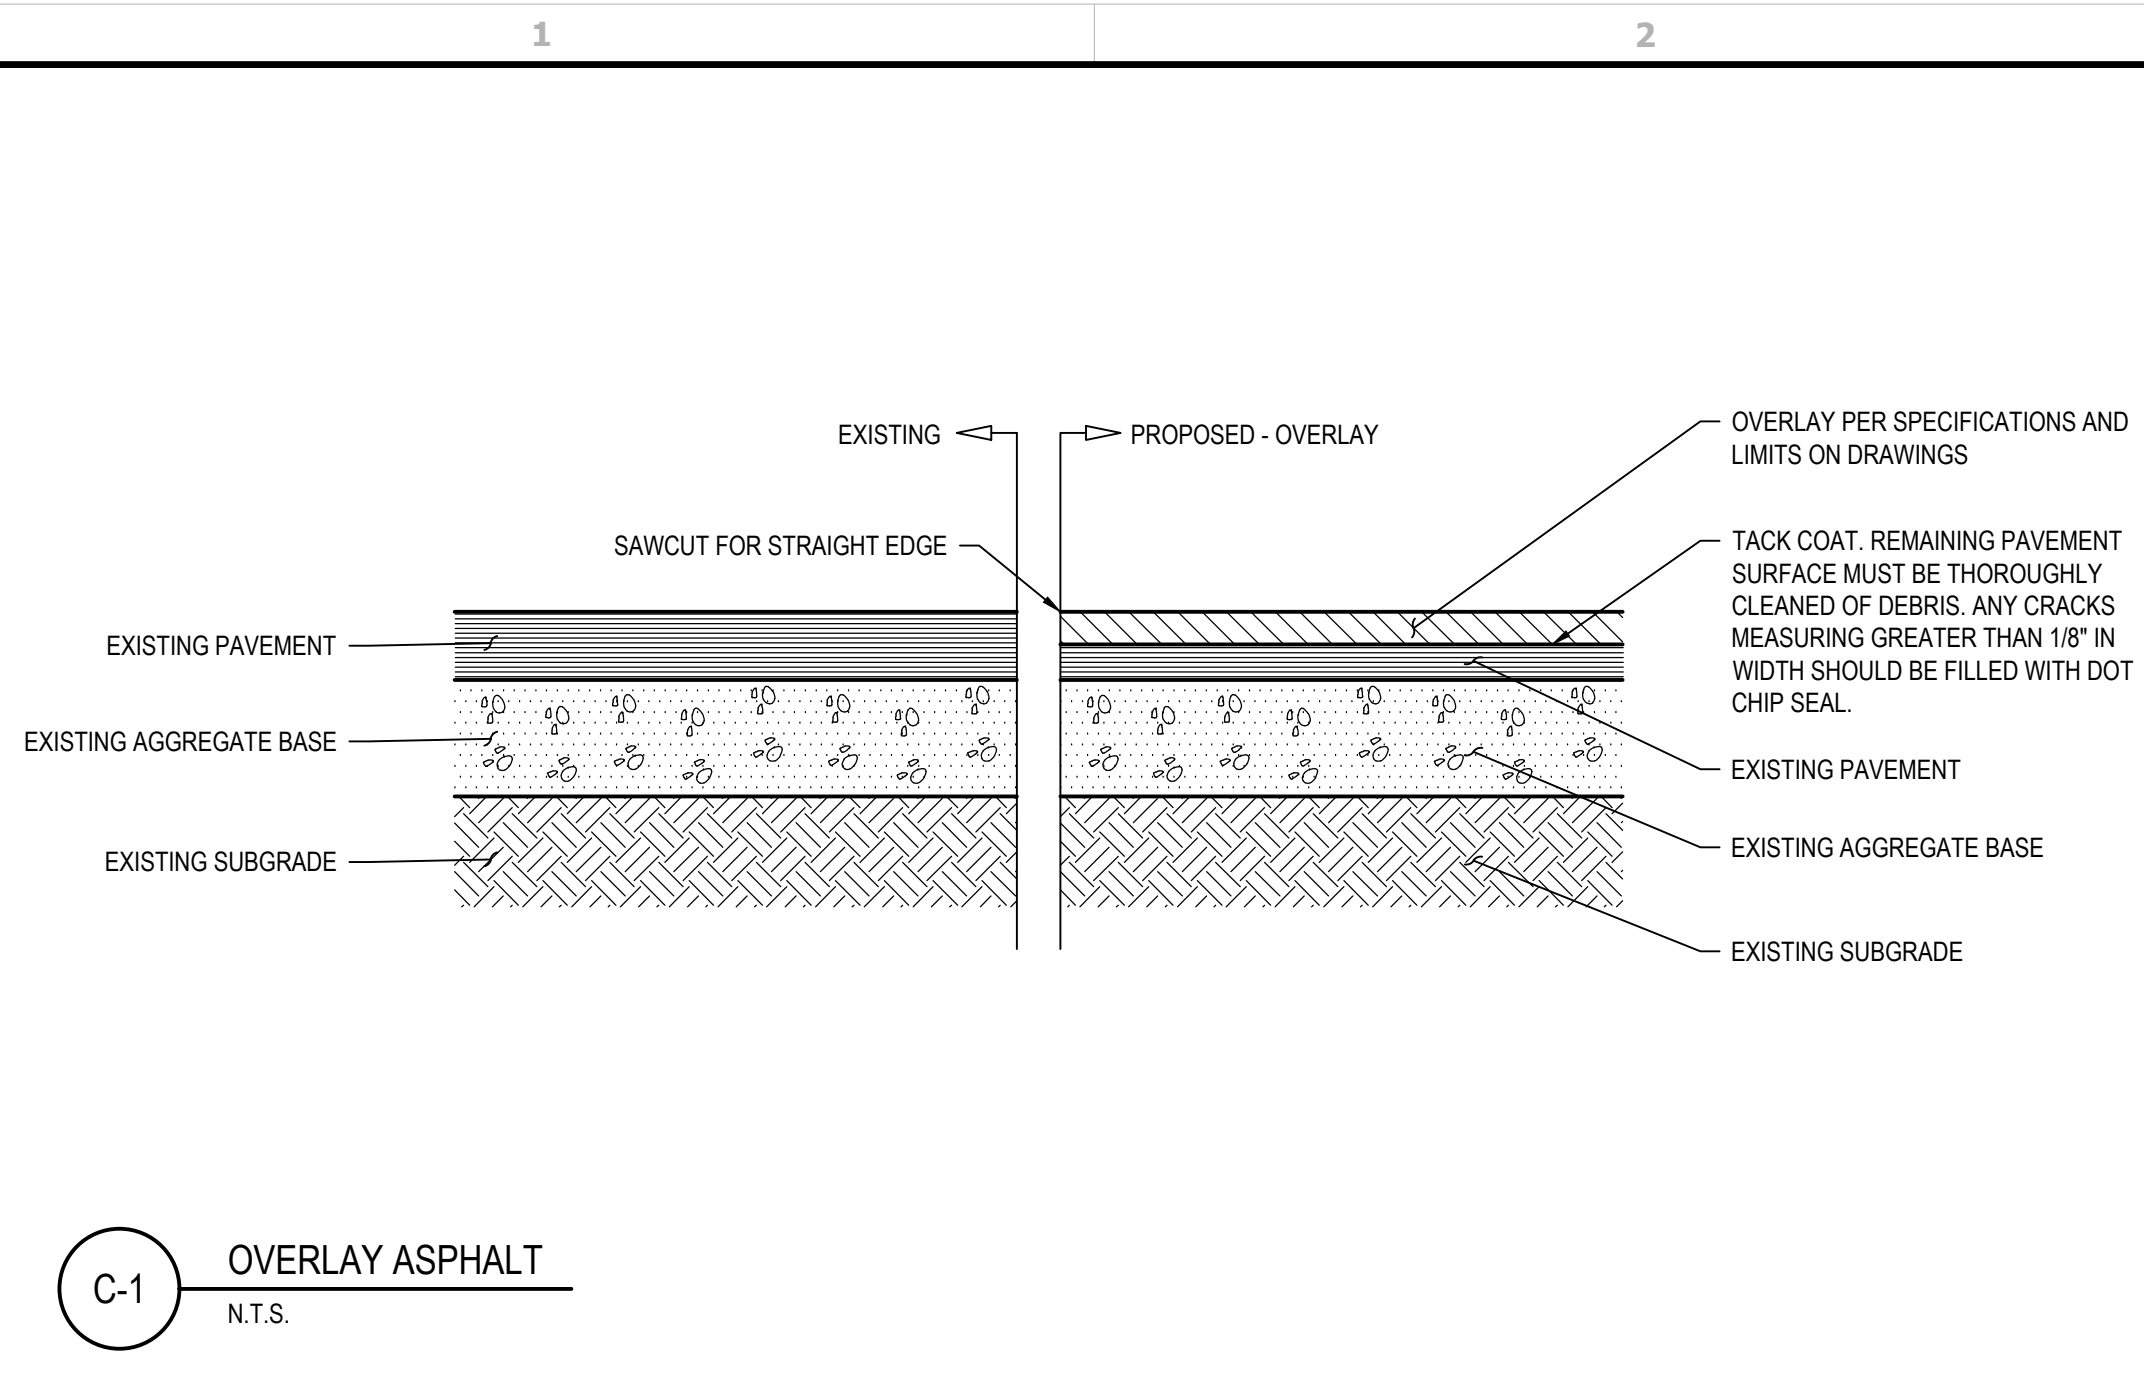 1
2
EXISTING
PROPOSED - OVERLAY
OVERLAY PER SPECIFICATIONS AND
LIMITS ON DRAWINGS
SAWCUT FOR STRAIGHT EDGE
TACK COAT. REMAINING PAVEMENT
SURFACE MUST BE THOROUGHLY
CLEANED OF DEBRIS. ANY CRACKS
MEASURING GREATER THAN 1/8" IN
WIDTH SHOULD BE FILLED WITH DOT
CHIP SEAL.
EXISTING PAVEMENT
EXISTING AGGREGATE BASE
EXISTING SUBGRADE
EXISTING PAVEMENT
EXISTING AGGREGATE BASE
EXISTING SUBGRADE
C-1
OVERLAY ASPHALT
N.T.S.